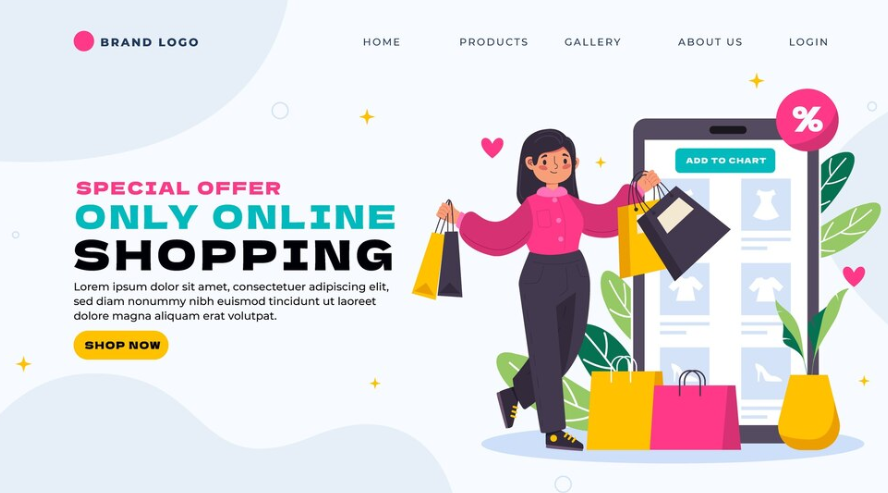 BRAND LOGO
HOME PRODUCTS GALLERY ABOUT US LOGIN
SPECIAL OFFER
ONLY ONLINE
SHOPPING
Lorem ipsum dolor sit amet, consectetuer adipiscing elit,
sed diam nonummy nibh euismod tincidunt ut laoreet
dolore magna aliquam erat volutpat.
SHOP NOW
%
ADD TO CHART